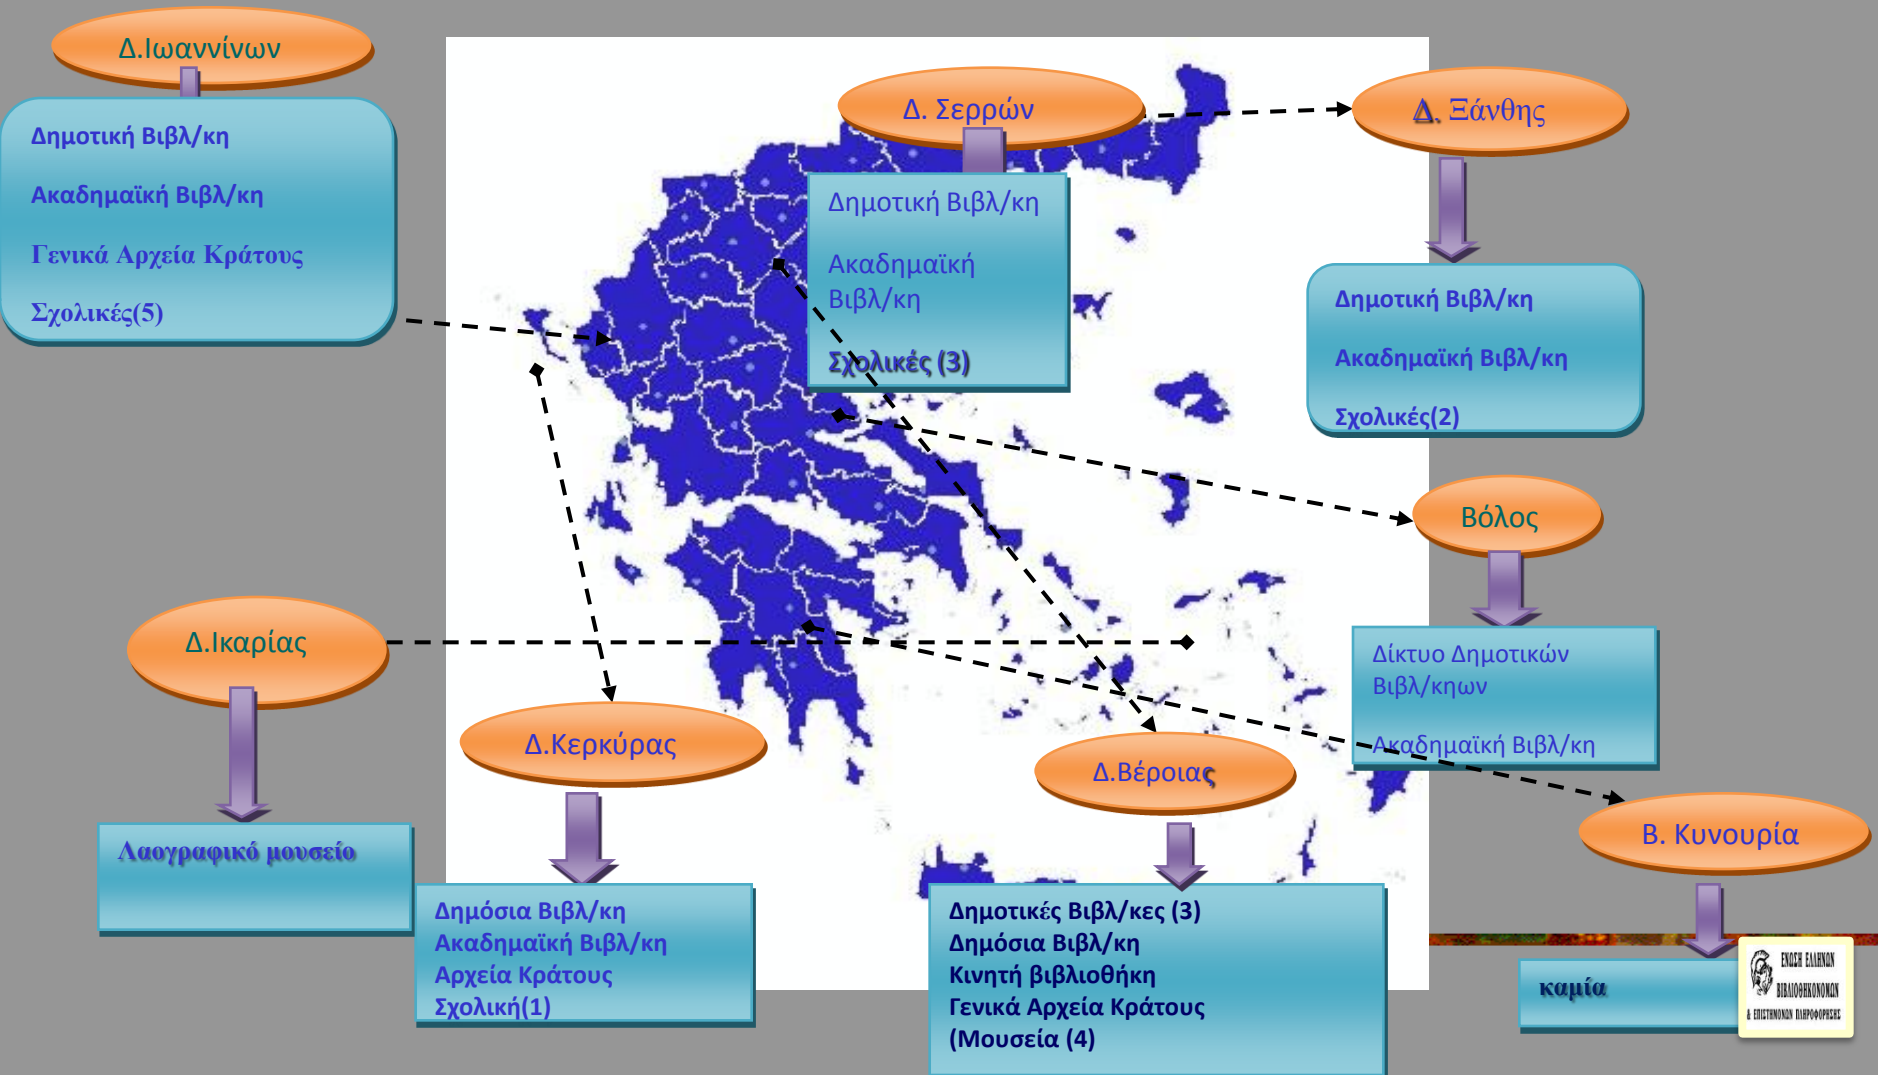 Δ.Ιωαννίνων
Δημοτική Βιβλ/κη
Ακαδημαϊκή Βιβλ/κη
Γενικά Αρχεία Κράτους
Σχολικές(5)
Δ. Σερρών
Δημοτική Βιβλ/κη
Ακαδημαϊκή
Βιβλ/κη
Σχολικές (3)
Δ. Ξάνθης
Δημοτική Βιβλ/κη
Ακαδημαϊκή Βιβλ/κη
Σχολικές(2)
Βόλος
Δίκτυο Δημοτικών
Βιβλ/κηων
Ακαδημαϊκή Βιβλ/κη
Δ.Ικαρίας
Λαογραφικό μουσείο
Δ.Κερκύρας
Δημόσια Βιβλ/κη
Ακαδημαϊκή Βιβλ/κη
Αρχεία Κράτους
Σχολική(1)
Δ.Βέροιας
Δημοτικές Βιβλ/κες (3)
Δημόσια Βιβλ/κη
Κινητή βιβλιοθήκη
Γενικά Αρχεία Κράτους
(Μουσεία (4)
Β. Κυνουρία
καμία
ΕΝΩΣΗ ΕΛΛΗΝΩΝ
ΒΙΒΛΙΟΘΗΚΟΝΟΜΩΝ
& ΕΠΙΣΤΗΜΟΝΩΝ ΠΛΗΡΟΦΟΡΗΣΗΣ